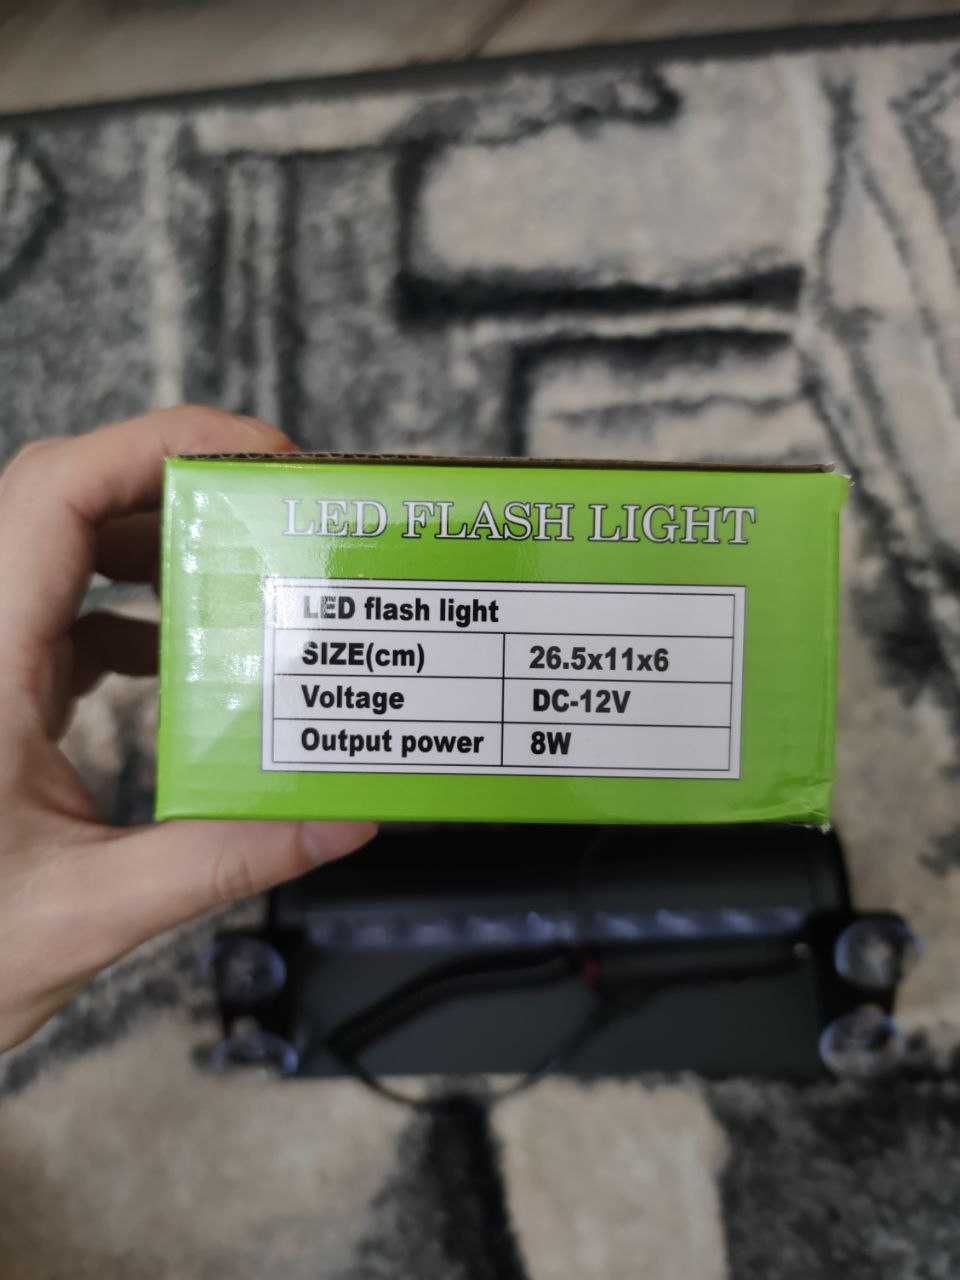 LED FLASH LIGHT
LED flash light
SIZE(cm) 26.5x11x6
Voltage DC-12V
Output power 8W